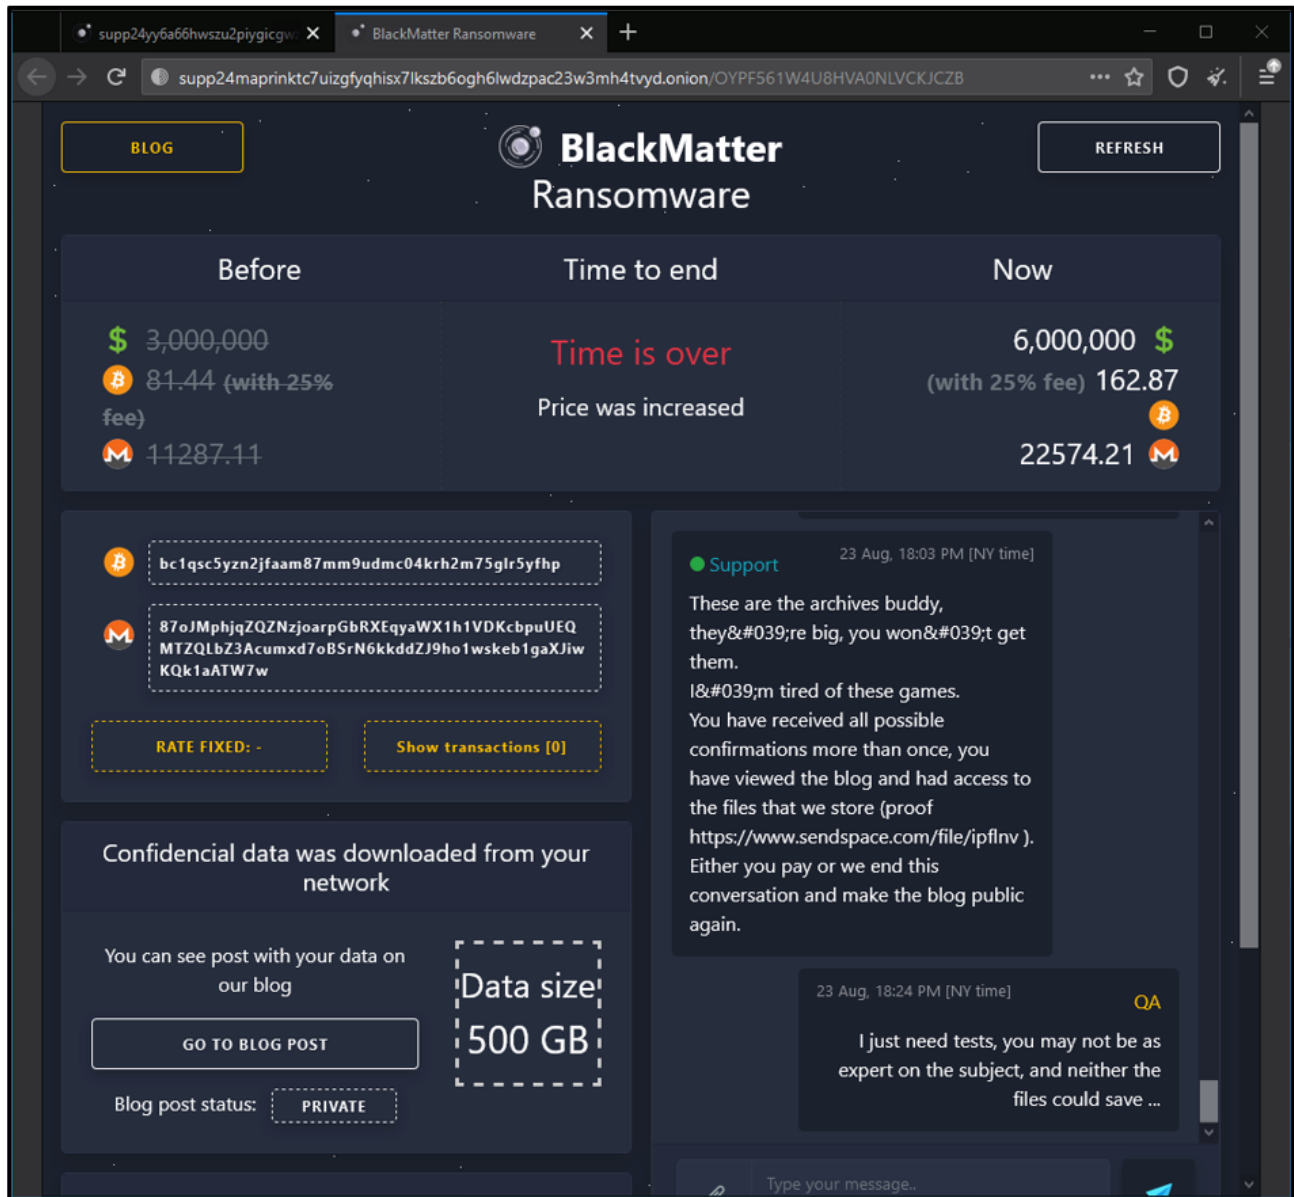 supp24yy6a66hwszu2piygicgw
BlackMatter Ransomware
supp24maprinktc7uizgfyqhisx7lkszb6ogh6lwdzpac23w3mh4tvyd.onion/OYPF561W4U8HVA0NLVCKJCZB
BLOG
BlackMatter
Ransomware
REFRESH
Before
Time to end
Now
$ 3,000,000
81.44 (with 25%
fee)
11287.11
Time is over
Price was increased
6,000,000 $
(with 25% fee) 162.87
22574.21
bc1qsc5yzn2jfaam87mm9udmc04krh2m75glr5yfhp
87oJMphjqZQZNzjoarpGbRXEqyaWX1h1VDKcbpuUEQ
MTZQLbZ3Acumxd7oBSrN6kkddZJ9ho1wskeb1gaXJiw
KQk1aATW7w
RATE FIXED: -
Show transactions [0]
Confidencial data was downloaded from your
network
You can see post with your data on
our blog
GO TO BLOG POST
Blog post status: PRIVATE
Data size
500 GB
Support
23 Aug, 18:03 PM [NY time]
These are the archives buddy,
they&#039;re big, you won&#039;t get
them.
I&#039;m tired of these games.
You have received all possible
confirmations more than once, you
have viewed the blog and had access to
the files that we store (proof
https://www.sendspace.com/file/ipflnv ).
Either you pay or we end this
conversation and make the blog public
again.
23 Aug, 18:24 PM [NY time]
QA
I just need tests, you may not be as
expert on the subject, and neither the
files could save ...
Type your message..